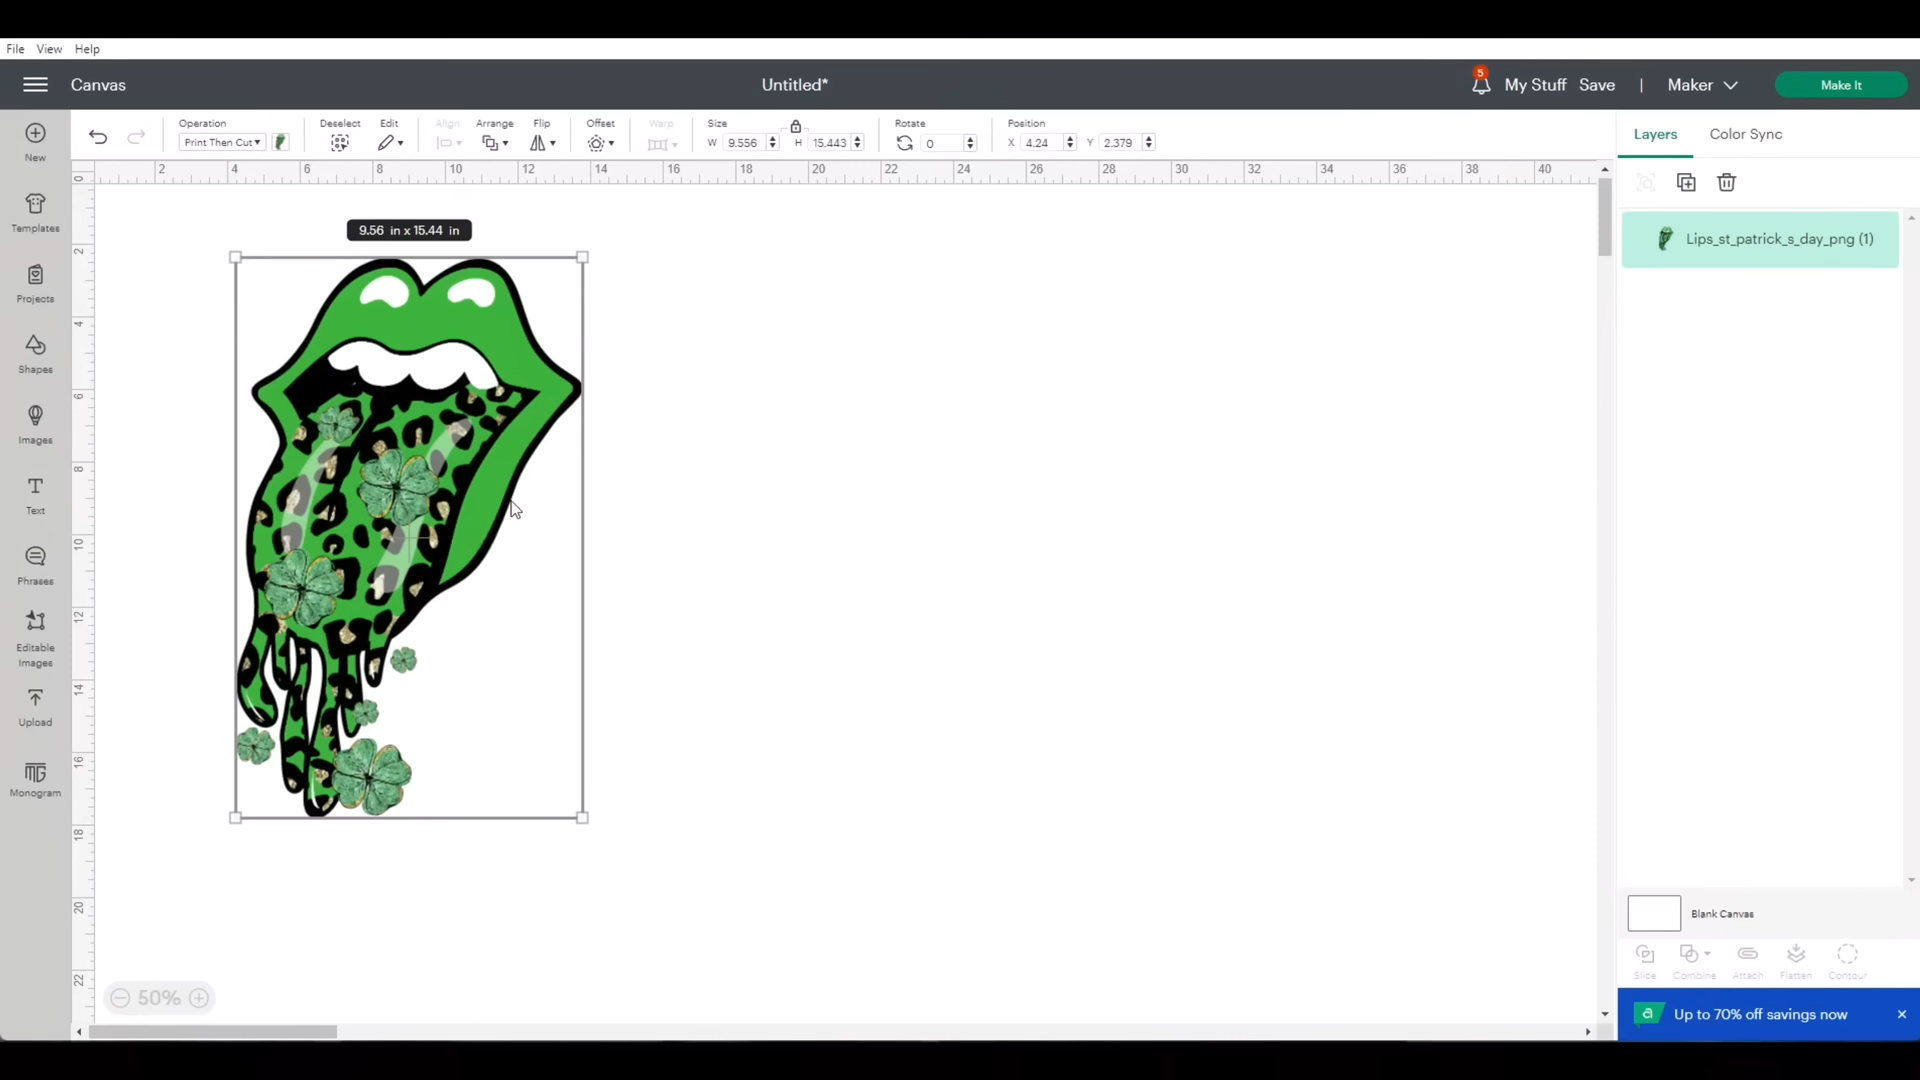 File View Help
Canvas
Untitled*
5
My Stuff Save | Maker
Make It
New
Templates
Projects
Shapes
Images
Text
Phrases
Editable
Images
Upload
Monogram
Operation
Print Then Cut
Deselect
Edit
Align
Arrange
Flip
Offset
Warp
Size
W 9.556
H 15.443
Rotate
0
Position
X 4.24
Y 2.379
0 2 4 6 8 10 12 14 16 18 20 22 24 26 28 30 32 34 36 38 40
0
2
4
6
8
10
12
14
16
18
20
22
9.56 in x 15.44 in
50%
Layers
Color Sync
Lips_st_patrick_s_day_png (1)
Blank Canvas
Slice
Combine
Attach
Flatten
Contour
a
Up to 70% off savings now